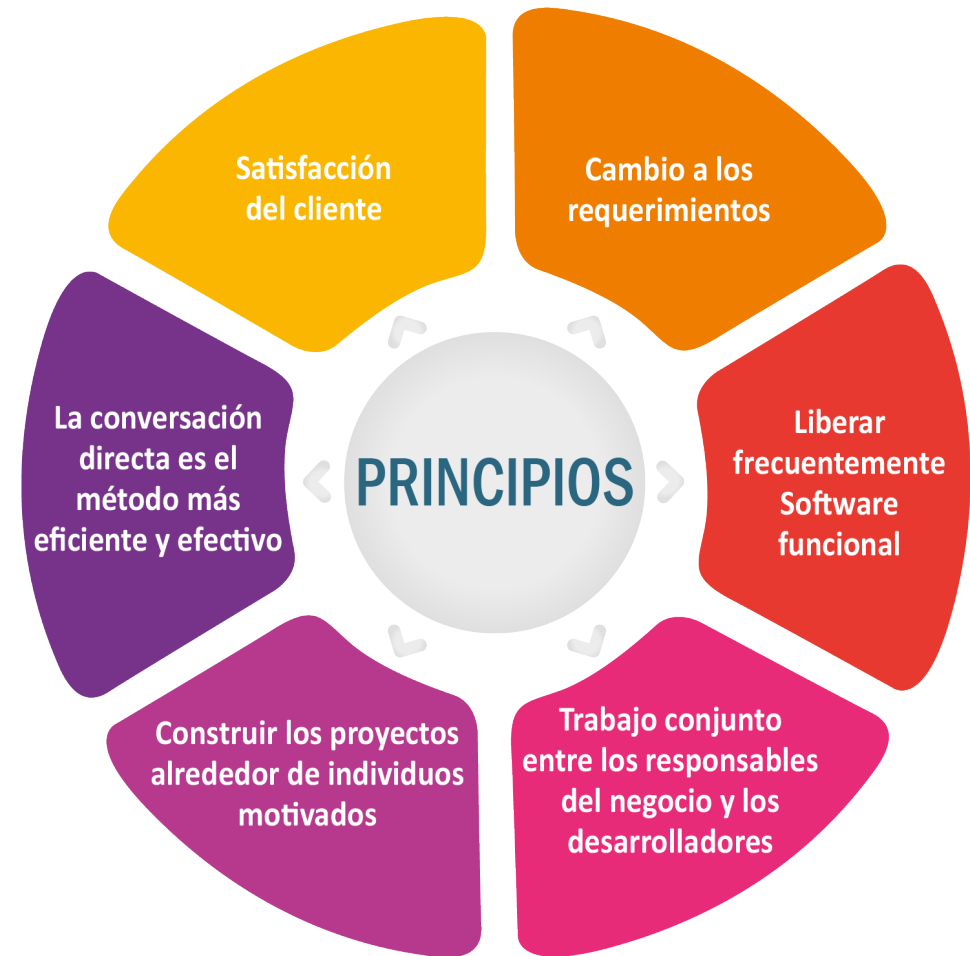 Satisfacción
del cliente
Cambio a los
requerimientos
Liberar
frecuentemente
Software
funcional
Trabajo conjunto
entre los responsables
del negocio y los
desarrolladores
Construir los proyectos
alrededor de individuos
motivados
La conversación
directa es el
método más
eficiente y efectivo
PRINCIPIOS